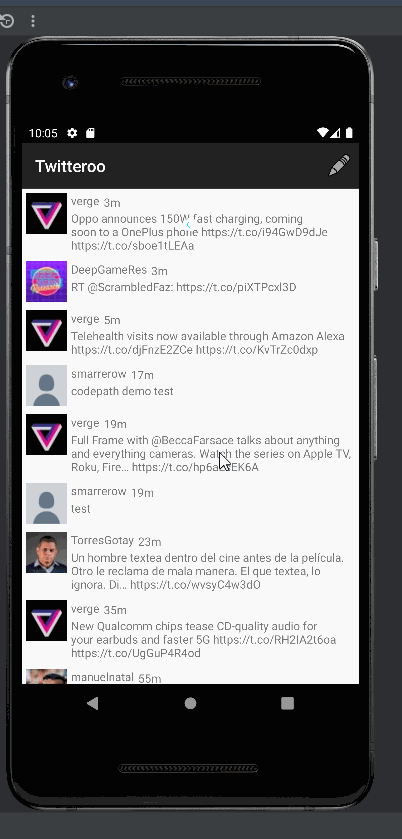 10:05
Twitteroo
verge 3m
Oppo announces 150W fast charging, coming
soon to a OnePlus phone https://t.co/i94GwD9dJe
https://t.co/sboe1tLEAa
DeepGameRes 3m
RT @ScrambledFaz: https://t.co/piXTPcxl3D
verge 5m
Telehealth visits now available through Amazon Alexa
https://t.co/djFnzE2ZCe https://t.co/KvTrZc0dxp
smarrerow 17m
codepath demo test
verge 19m
Full Frame with @BeccaFarsace talks about anything
and everything cameras. Watch the series on Apple TV,
Roku, Fire…
smarrerow 19m
test
TorresGotay 23m
Un hombre textea dentro del cine antes de la película.
Otro le reclama de mala manera. El que textea, lo
ignora. Di… https://t.co/wvsyC4w3dO
verge 35m
New Qualcomm chips tease CD-quality audio for
your earbuds and faster 5G https://t.co/RH2IA2t6oa
https://t.co/UgGuP4R4od
manuelnatal 55m